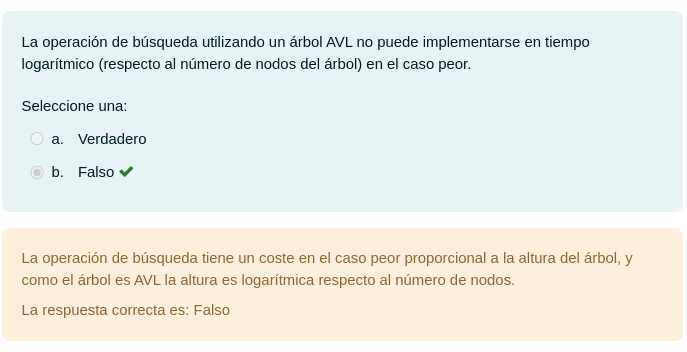 La operación de búsqueda utilizando un árbol AVL no puede implementarse en tiempo
logarítmico (respecto al número de nodos del árbol) en el caso peor.
Seleccione una:
a. Verdadero
b. Falso
La operación de búsqueda tiene un coste en el caso peor proporcional a la altura del árbol, y
como el árbol es AVL la altura es logarítmica respecto al número de nodos.
La respuesta correcta es: Falso